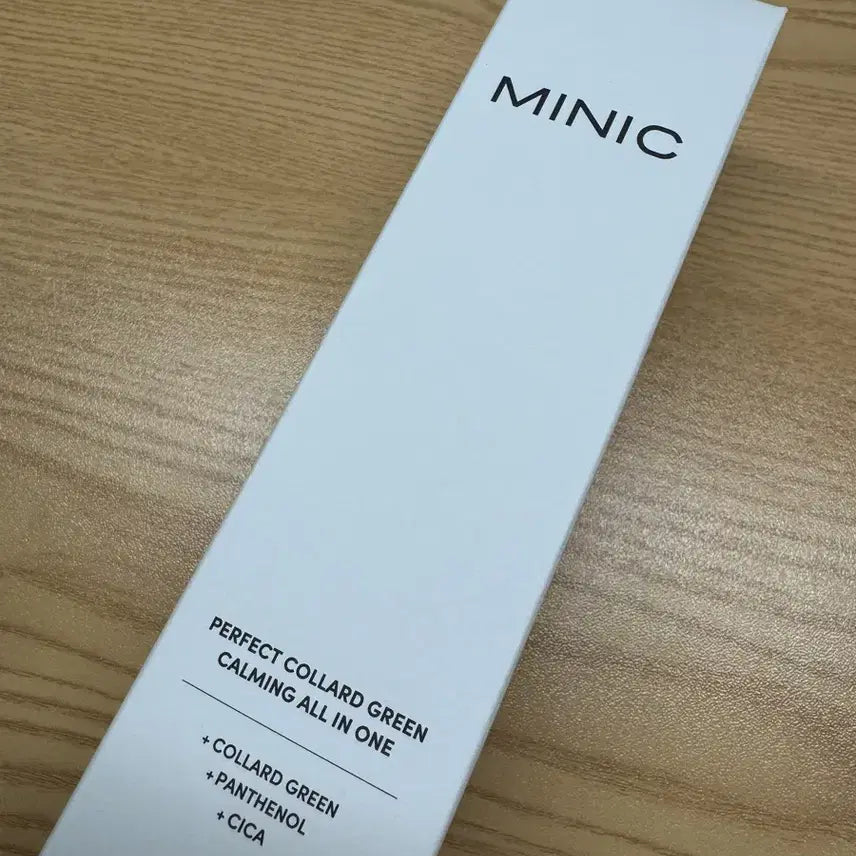 MINIC
PERFECT COLLARD GREEN
CALMING ALL IN ONE
+ COLLARD GREEN
+ PANTHENOL
+ CICA